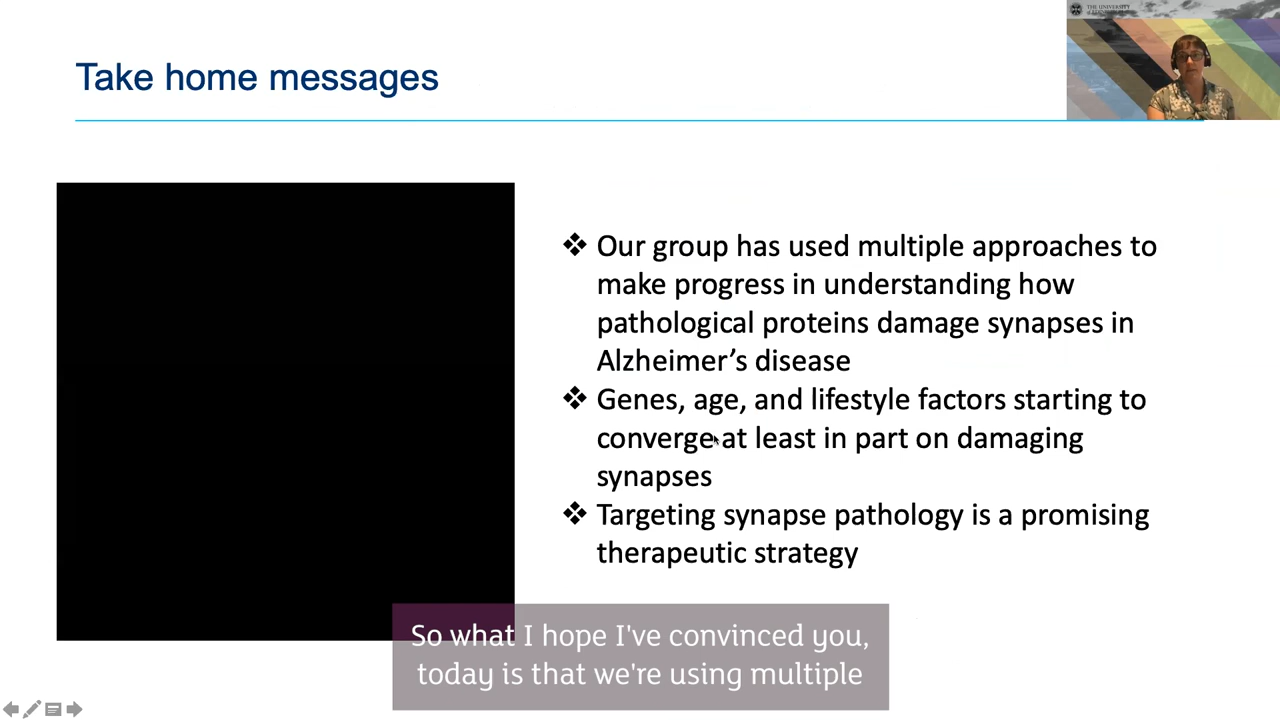 THE UNIVERSITY
Take home messages
❖ Our group has used multiple approaches to
make progress in understanding how
pathological proteins damage synapses in
Alzheimer’s disease
❖ Genes, age, and lifestyle factors starting to
converge at least in part on damaging
synapses
❖ Targeting synapse pathology is a promising
therapeutic strategy
So what I hope I've convinced you,
today is that we're using multiple